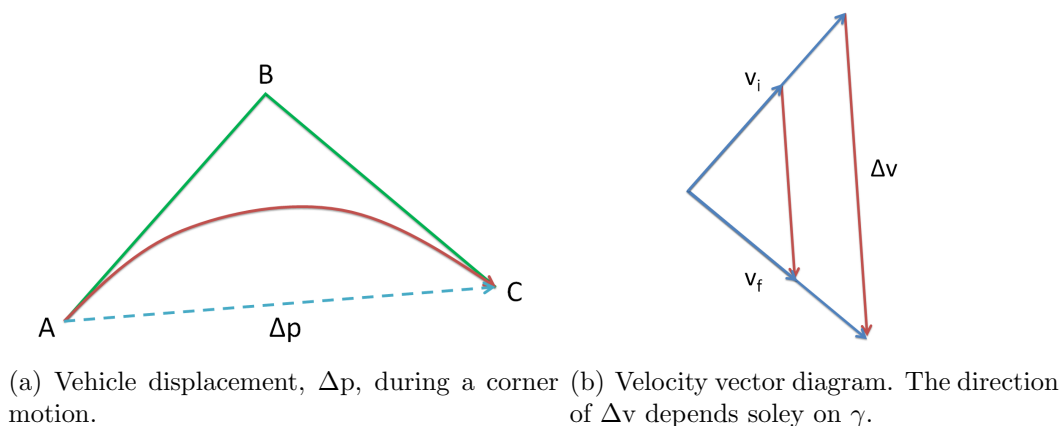 B
A
C
Δp
v_i
Δv
v_f
(a) Vehicle displacement, Δp, during a corner
motion.
(b) Velocity vector diagram. The direction
of Δv depends soley on γ.